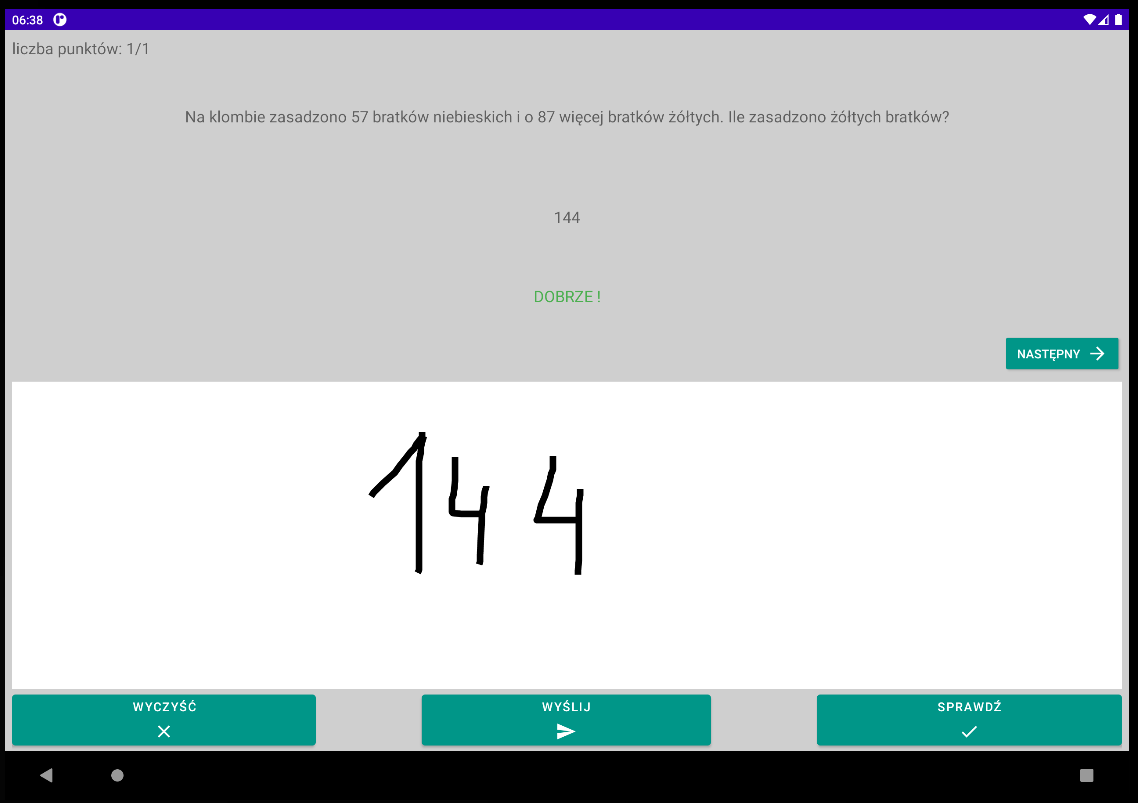 06:38
liczba punktów: 1/1
Na klombie zasadzono 57 bratków niebieskich i o 87 więcej bratków żółtych. Ile zasadzono żółtych bratków?
144
DOBRZE !
NASTĘPNY
144
WYCZYŚĆ
WYŚLIJ
SPRAWDŹ